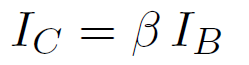 I_C = β I_B